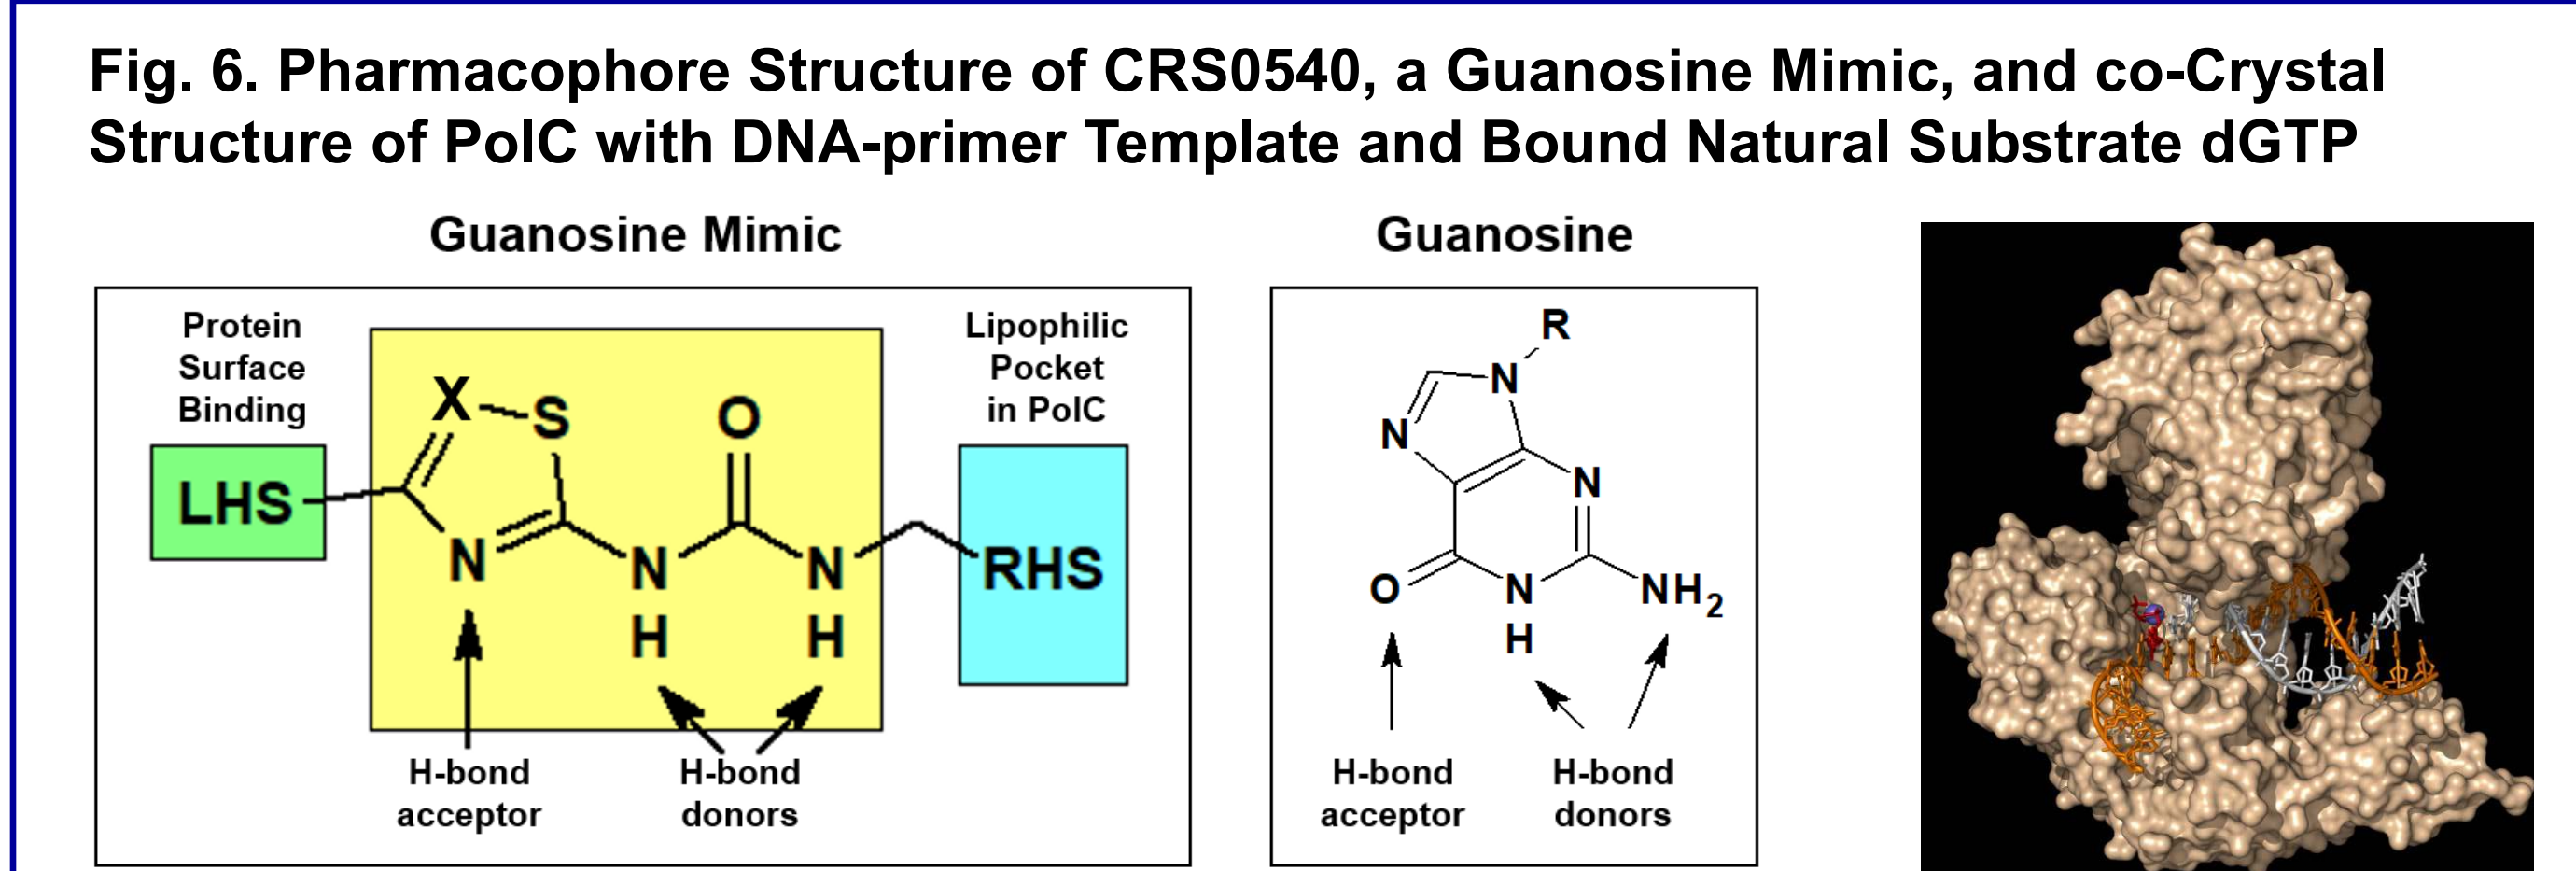 Fig. 6. Pharmacophore Structure of CRS0540, a Guanosine Mimic, and co-Crystal
Structure of PolC with DNA-primer Template and Bound Natural Substrate dGTP
Guanosine Mimic
Protein
Surface
Binding
LHS
X
S
O
N
N
H
N
H
Lipophilic
Pocket
in PolC
RHS
H-bond
acceptor
H-bond
donors
Guanosine
R
N
N
N
O
N
H
NH2
H-bond
acceptor
H-bond
donors